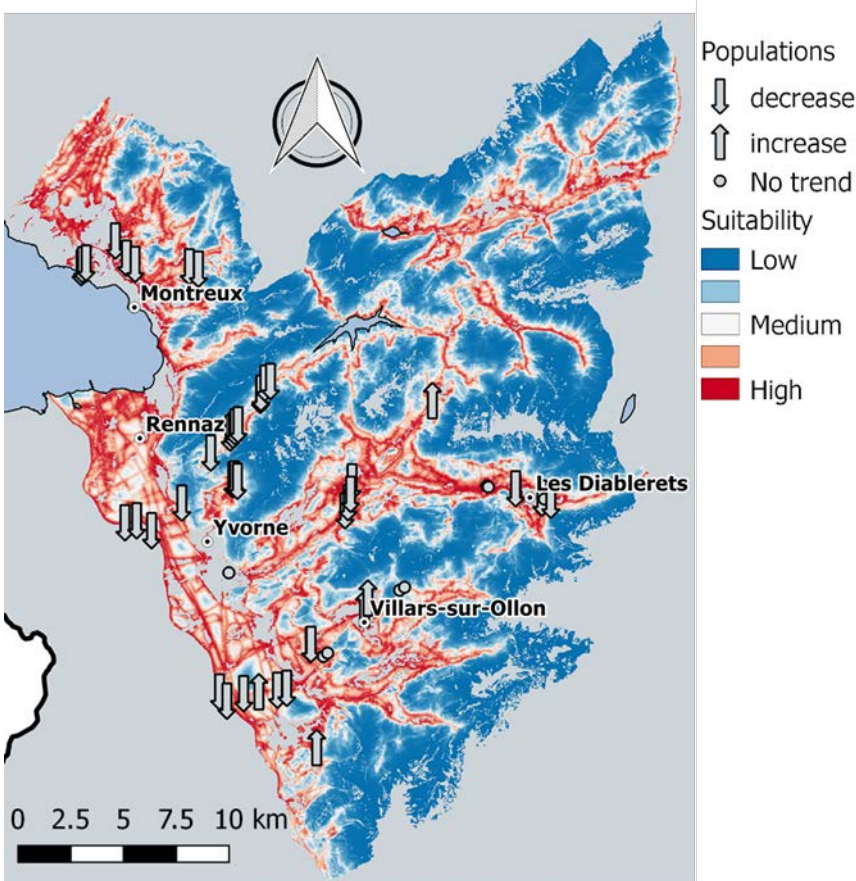 Populations
decrease
increase
No trend
Suitability
Low
Medium
High
Montreux
Rennaz
Les Diablerets
Yvorne
Villars-sur-Ollon
0 2.5 5 7.5 10 km